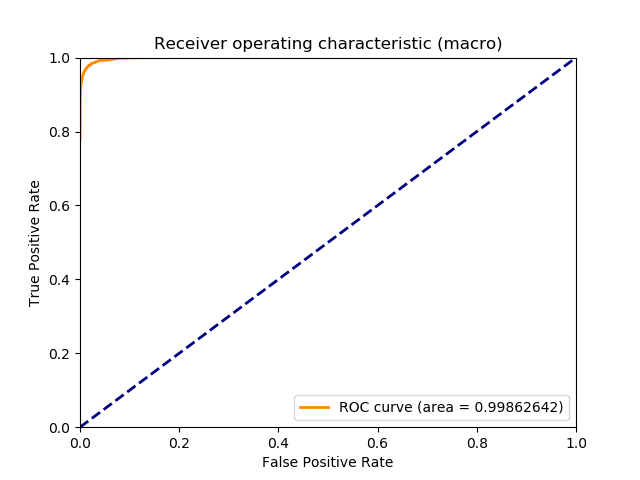 Receiver operating characteristic (macro)
True Positive Rate
1.0
0.8
0.6
0.4
0.2
0.0
ROC curve (area = 0.99862642)
0.0 0.2 0.4 0.6 0.8 1.0
False Positive Rate